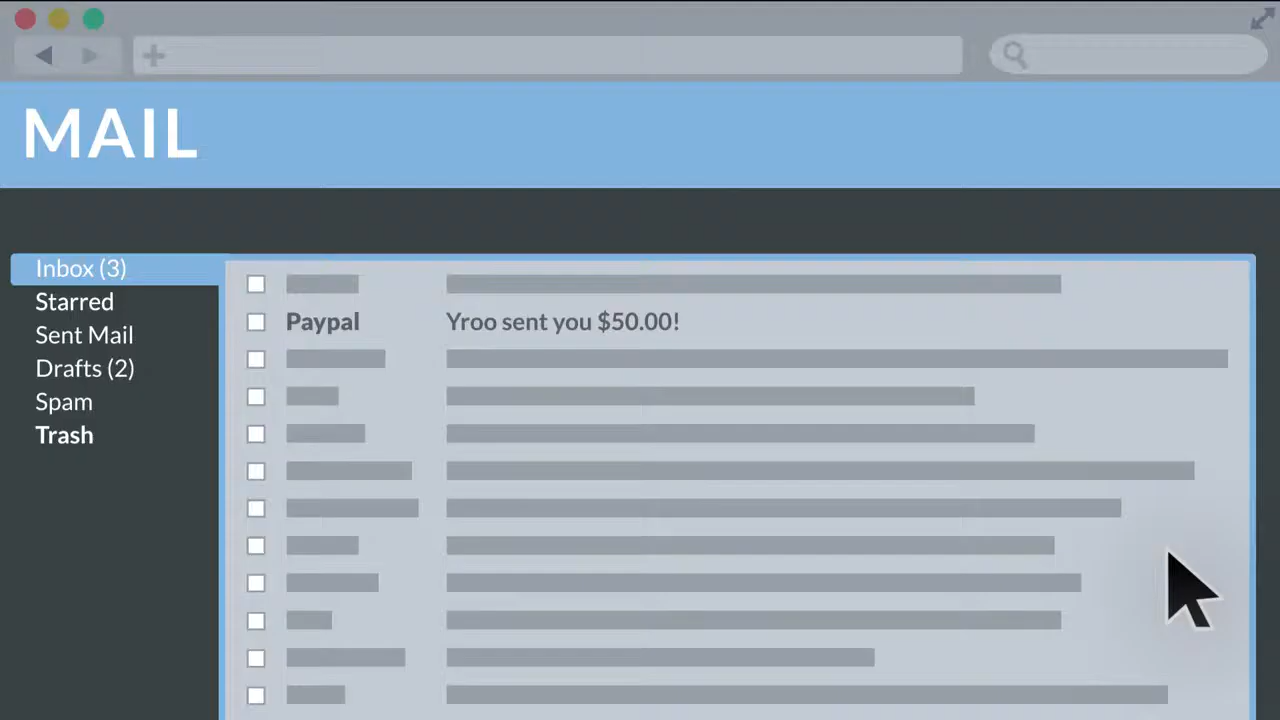 MAIL
Inbox (3)
Starred
Sent Mail
Drafts (2)
Spam
Trash
Paypal Yroo sent you $50.00!